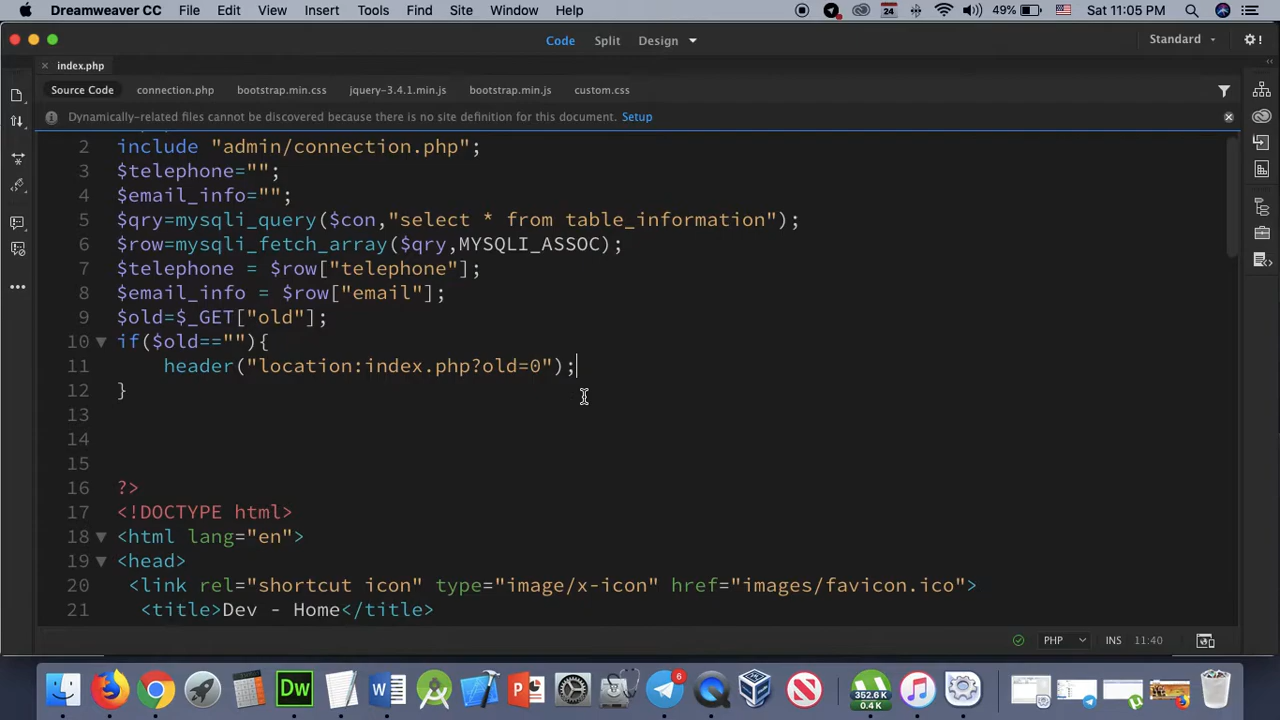 Dreamweaver CC File Edit View Insert Tools Find Site Window Help 24 49% Sat 11:05 PM
Code Split Design Standard
index.php
Source Code connection.php bootstrap.min.css jquery-3.4.1.min.js bootstrap.min.js custom.css
Dynamically-related files cannot be discovered because there is no site definition for this document. Setup
2 include "admin/connection.php";
3 $telephone="";
4 $email_info="";
5 $qry=mysqli_query($con,"select * from table_information");
6 $row=mysqli_fetch_array($qry,MYSQLI_ASSOC);
7 $telephone = $row["telephone"];
8 $email_info = $row["email"];
9 $old=$_GET["old"];
10 if($old==""){
11 header("location:index.php?old=0");
12 }
13
14
15
16 ?>
17 <!DOCTYPE html>
18 <html lang="en">
19 <head>
20 <link rel="shortcut icon" type="image/x-icon" href="images/favicon.ico">
21 <title>Dev - Home</title>
PHP INS 11:40
Dw W P 6 352.6 K 0.4 K